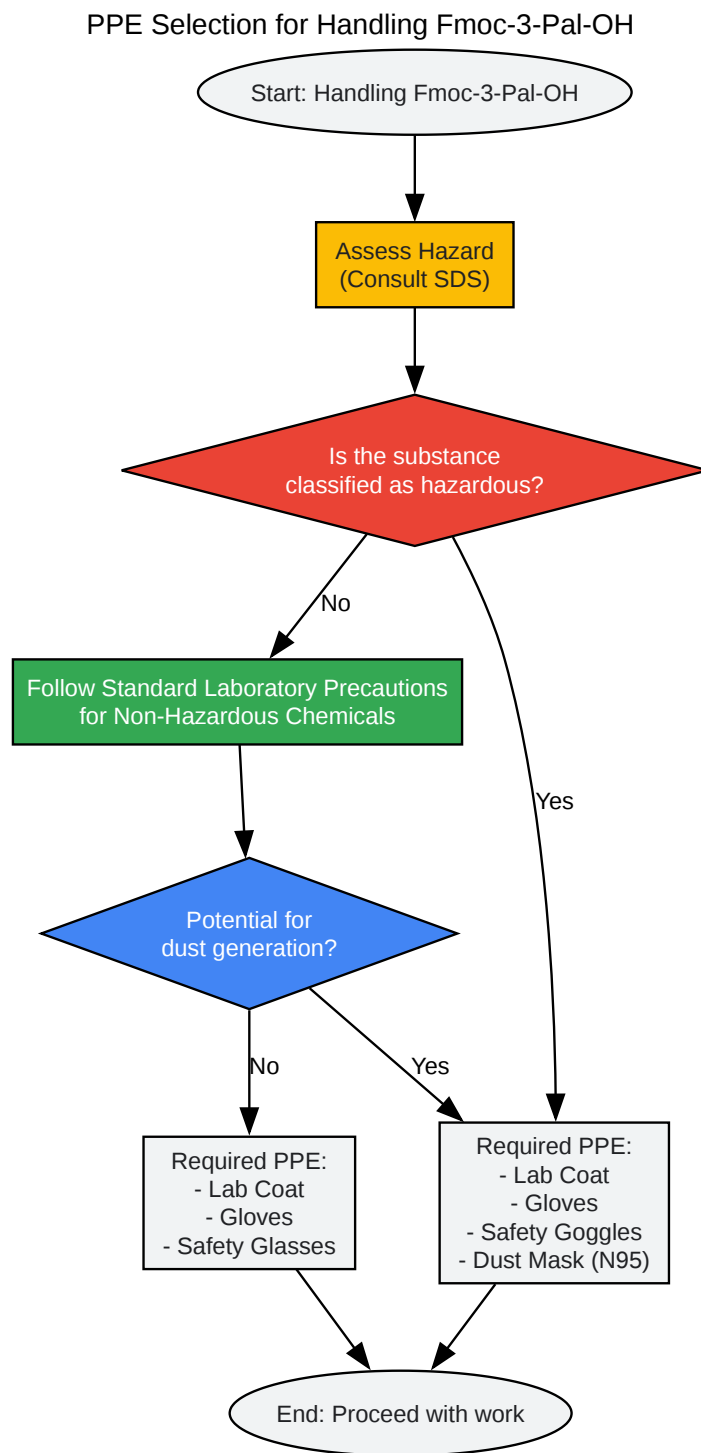 PPE Selection for Handling Fmoc-3-Pal-OH
Start: Handling Fmoc-3-Pal-OH
Assess Hazard
(Consult SDS)
Is the substance
classified as hazardous?
No
Follow Standard Laboratory Precautions
for Non-Hazardous Chemicals
Yes
Potential for
dust generation?
No
Yes
Required PPE:
- Lab Coat
- Gloves
- Safety Glasses
Required PPE:
- Lab Coat
- Gloves
- Safety Goggles
- Dust Mask (N95)
End: Proceed with work